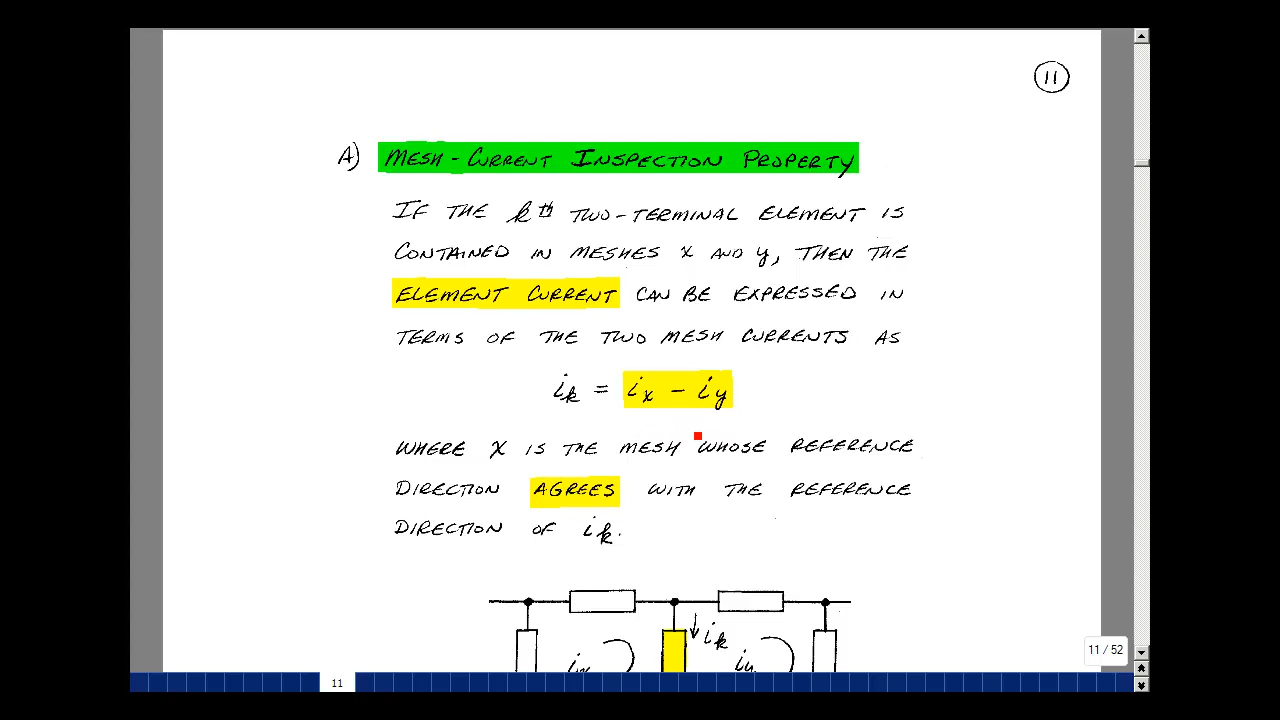 11
A) MESH-CURRENT INSPECTION PROPERTY
IF THE kth TWO-TERMINAL ELEMENT IS
CONTAINED IN MESHES x AND y, THEN THE
ELEMENT CURRENT CAN BE EXPRESSED IN
TERMS OF THE TWO MESH CURRENTS AS
ik = ix - iy
WHERE x IS THE MESH WHOSE REFERENCE
DIRECTION AGREES WITH THE REFERENCE
DIRECTION OF ik.
ik
ix iy
11 / 52
11